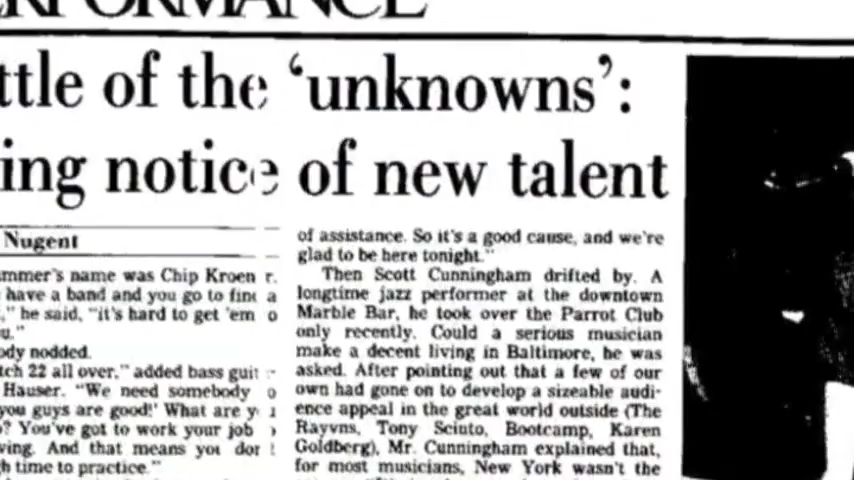 ERFORMANCE
ttle of the 'unknowns':
ing notice of new talent
Nugent
ummer's name was Chip Kroen r.
have a band and you go to find a
," he said, "it's hard to get 'em o
u."
ody nodded.
tch 22 all over," added bass guit
Hauser. "We need somebody o
you guys are good!' What are y
? You've got to work your job
ving. And that means you don
h time to practice."
of assistance. So it's a good cause, and we're
glad to be here tonight."
Then Scott Cunningham drifted by. A
longtime jazz performer at the downtown
Marble Bar, he took over the Parrot Club
only recently. Could a serious musician
make a decent living in Baltimore, he was
asked. After pointing out that a few of our
own had gone on to develop a sizeable audi-
ence appeal in the great world outside (The
Rayvns, Tony Sciuto, Bootcamp, Karen
Goldberg), Mr. Cunningham explained that,
for most musicians, New York wasn't the